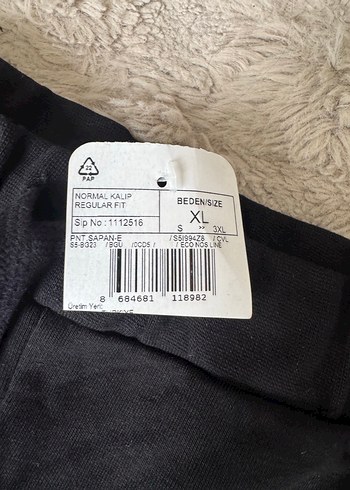 22
PAP
NORMAL KALIP
REGULAR FIT
Sip No : 1112516
BEDEN/SIZE
XL
S >> 3XL
PNT.SAPAN-E / S5I994Z8 / CVL
S5-BG23 / BGU /CCD5 / / ECO NOS LINE
8 684681 118982
Üretim Yeri: